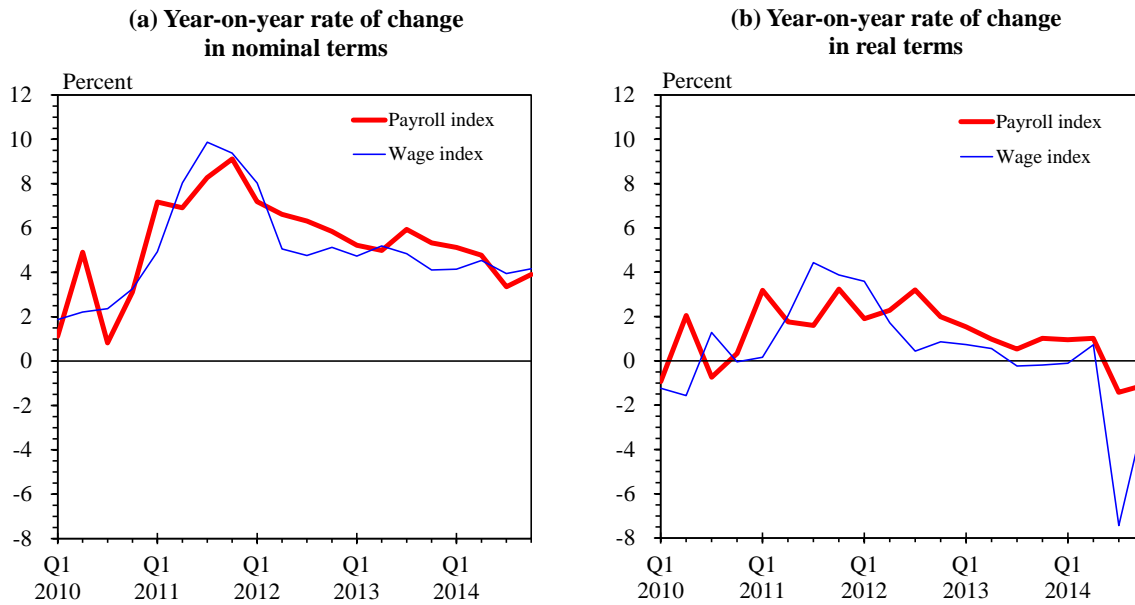 (a) Year-on-year rate of change
in nominal terms
Percent
12
10
8
6
4
2
0
-2
-4
-6
-8
Payroll index
Wage index
Q1 Q1 Q1 Q1 Q1
2010 2011 2012 2013 2014
(b) Year-on-year rate of change
in real terms
Percent
12
10
8
6
4
2
0
-2
-4
-6
-8
Payroll index
Wage index
Q1 Q1 Q1 Q1 Q1
2010 2011 2012 2013 2014